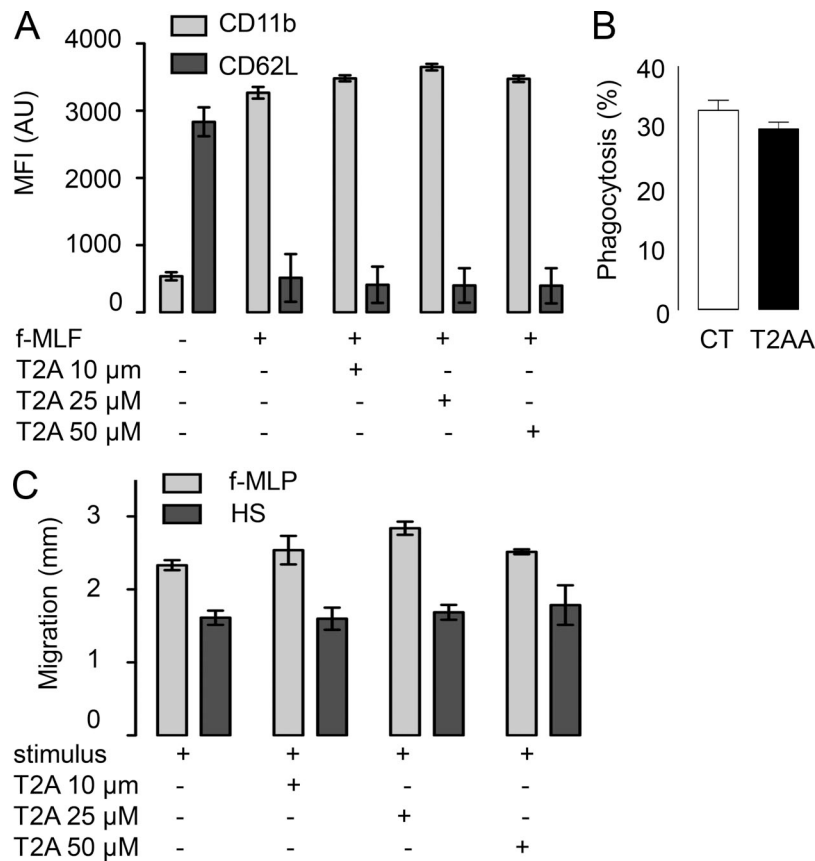 A
CD11b
CD62L
MFI (AU)
4000
3000
2000
1000
0
f-MLF - + + + +
T2A 10 µm - - + - -
T2A 25 µM - - - + -
T2A 50 µM - - - - +
B
Phagocytosis (%)
40
30
20
10
0
CT T2AA
C
f-MLP
HS
Migration (mm)
3
2
1
0
stimulus + + + +
T2A 10 µm - + - -
T2A 25 µM - - + -
T2A 50 µM - - - +